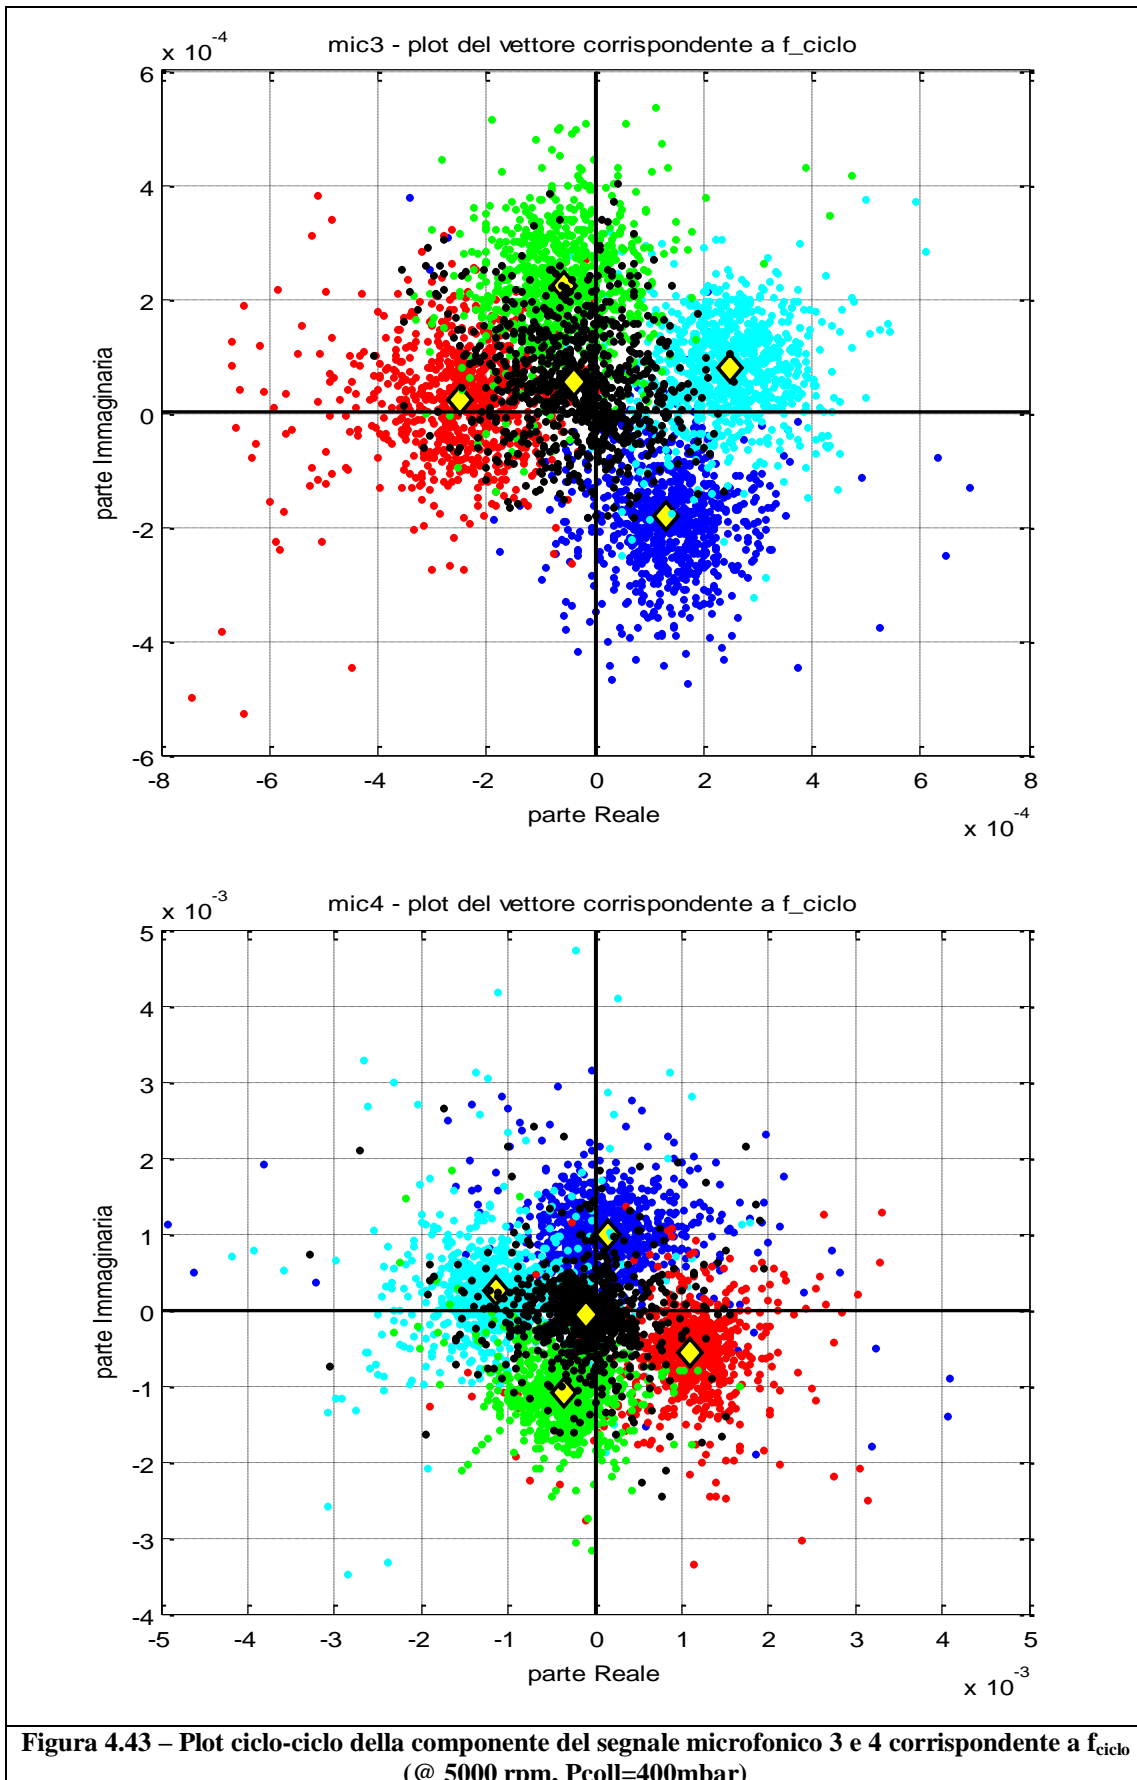 x 10-4
mic3 - plot del vettore corrispondente a f_ciclo
6
4
2
0
-2
-4
-6
parte Immaginaria
-8 -6 -4 -2 0 2 4 6 8
parte Reale
x 10-4
x 10-3
mic4 - plot del vettore corrispondente a f_ciclo
5
4
3
2
1
0
-1
-2
-3
-4
parte Immaginaria
-5 -4 -3 -2 -1 0 1 2 3 4 5
parte Reale
x 10-3
Figura 4.43 – Plot ciclo-ciclo della componente del segnale microfonico 3 e 4 corrispondente a fciclo
(@ 5000 rpm, Pcoll=400mbar)